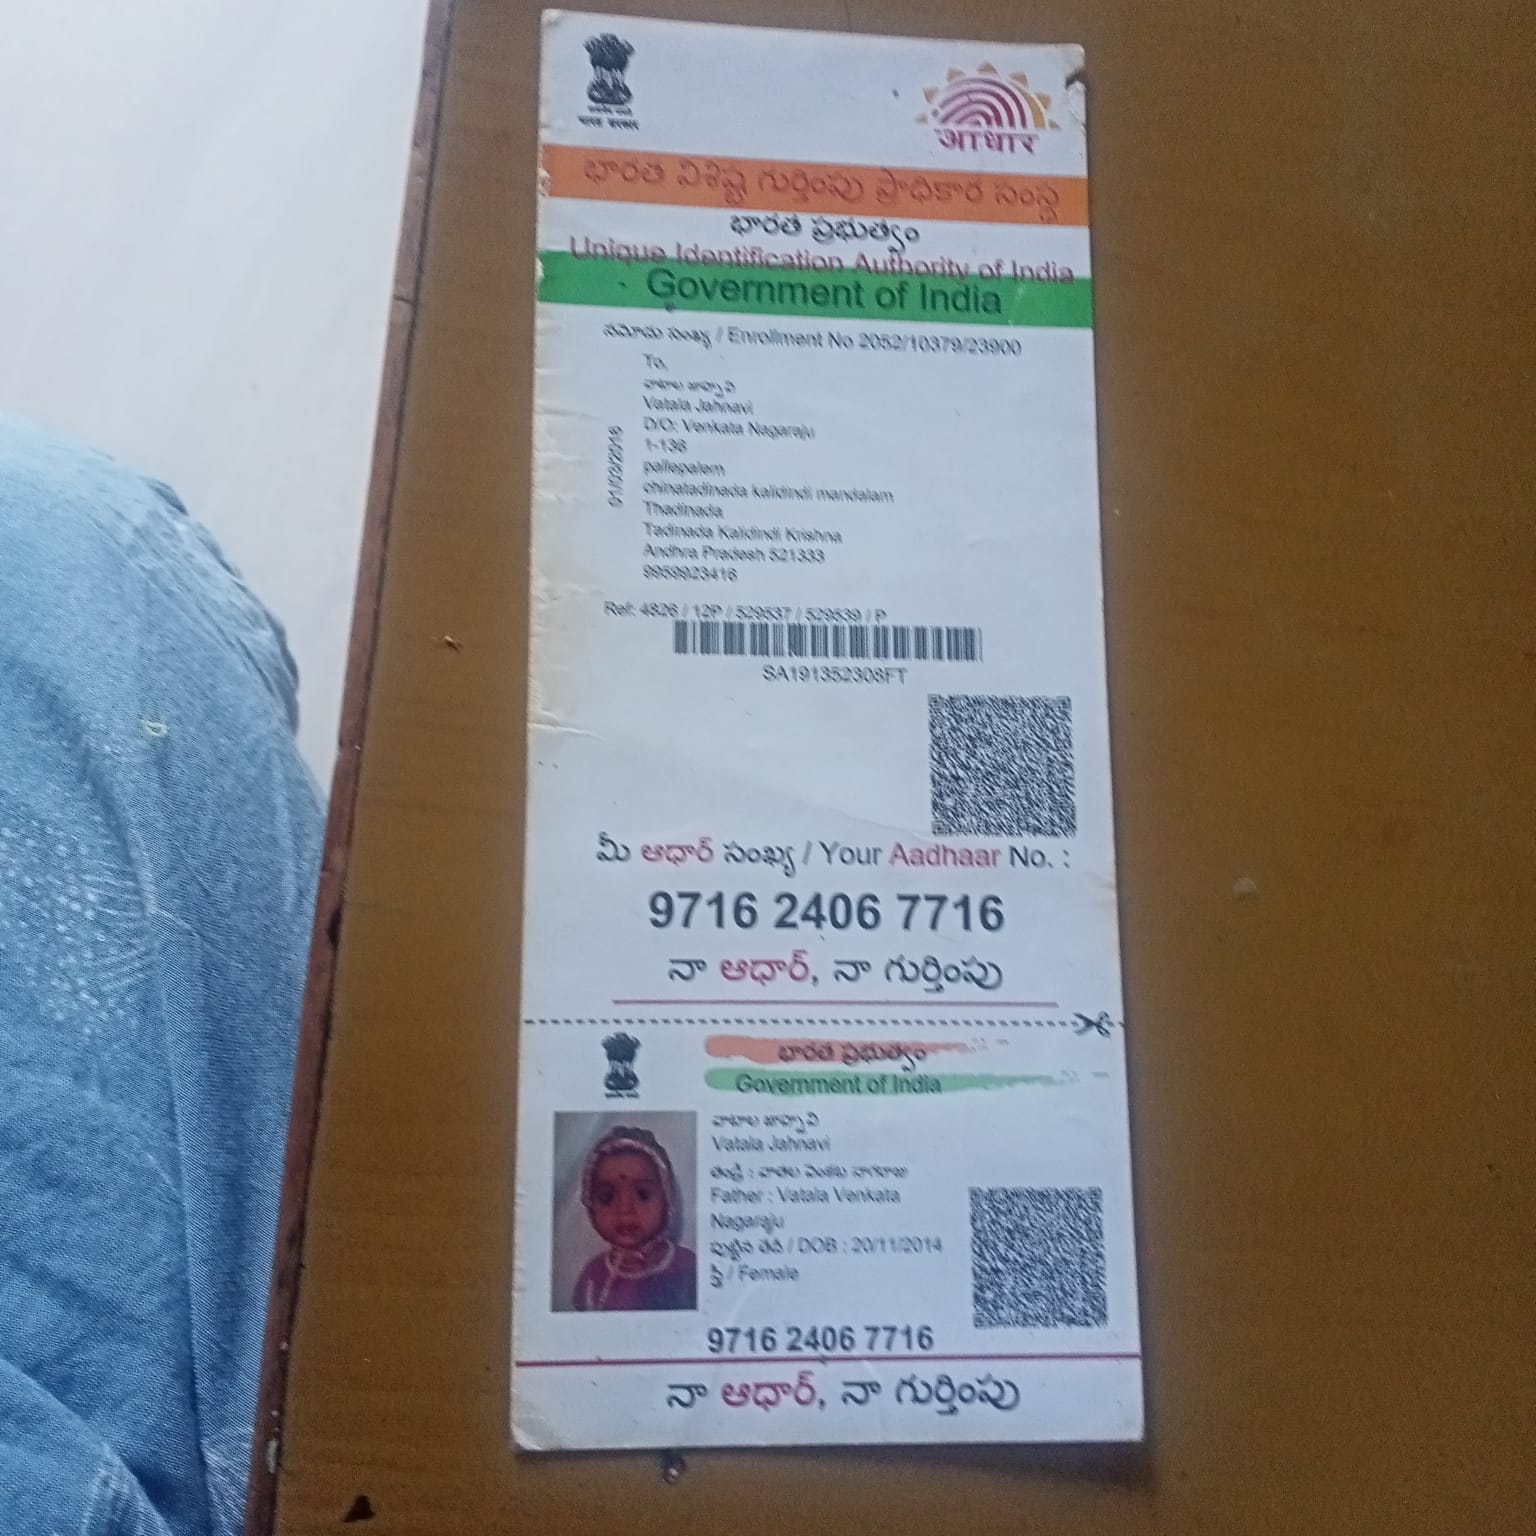 भारत सरकार
आधार
భారత విశిష్ట గుర్తింపు ప్రాధికార సంస్థ
భారత ప్రభుత్వం
Unique Identification Authority of India
Government of India
నమోదు సంఖ్య / Enrollment No 2052/10379/23900
To,
వాటాల జాహ్నవి
Vatala Jahnavi
D/O: Venkata Nagaraju
1-136
pallepalem
chinatadinada kalidindi mandalam
Thadinada
Tadinada Kalidindi Krishna
Andhra Pradesh 521333
9959923416
01/03/2016
Ref: 4826 / 12P / 529537 / 529539 / P
SA191352308FT
మీ ఆధార్ సంఖ్య / Your Aadhaar No. :
9716 2406 7716
నా ఆధార్, నా గుర్తింపు
భారత ప్రభుత్వం
Government of India
వాటాల జాహ్నవి
Vatala Jahnavi
తండ్రి : వాతల వెంకట నాగరాజు
Father : Vatala Venkata
Nagaraju
పుట్టిన తేదీ / DOB : 20/11/2014
స్త్రీ / Female
9716 2406 7716
నా ఆధార్, నా గుర్తింపు